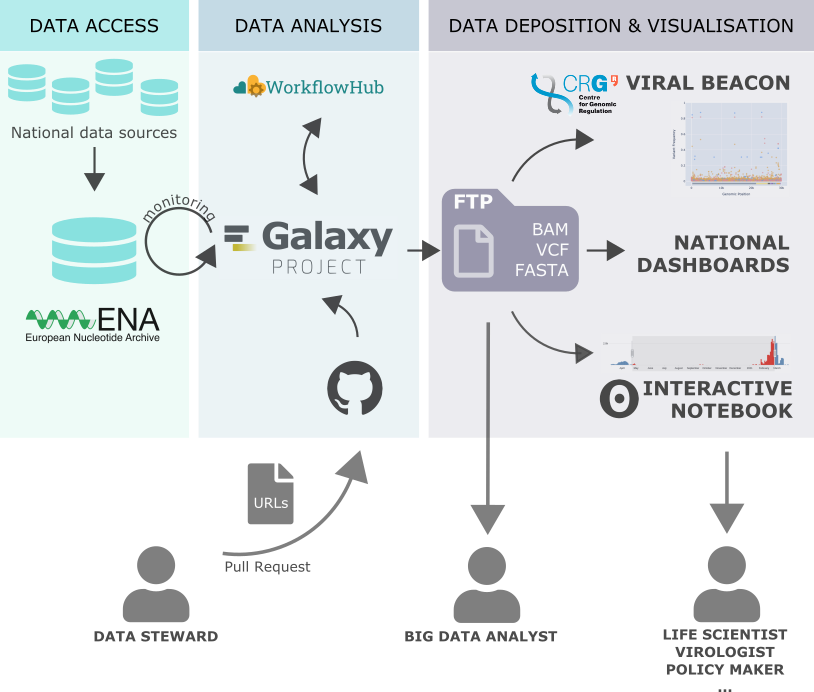 DATA ACCESS
DATA ANALYSIS
DATA DEPOSITION & VISUALISATION
National data sources
monitoring
ENA
European Nucleotide Archive
WorkflowHub
Galaxy
PROJECT
CRG
Centre
for Genomic
Regulation
VIRAL BEACON
Genomic Position
FTP
BAM
VCF
FASTA
NATIONAL
DASHBOARDS
INTERACTIVE
NOTEBOOK
URLs
Pull Request
DATA STEWARD
BIG DATA ANALYST
LIFE SCIENTIST
VIROLOGIST
POLICY MAKER
...